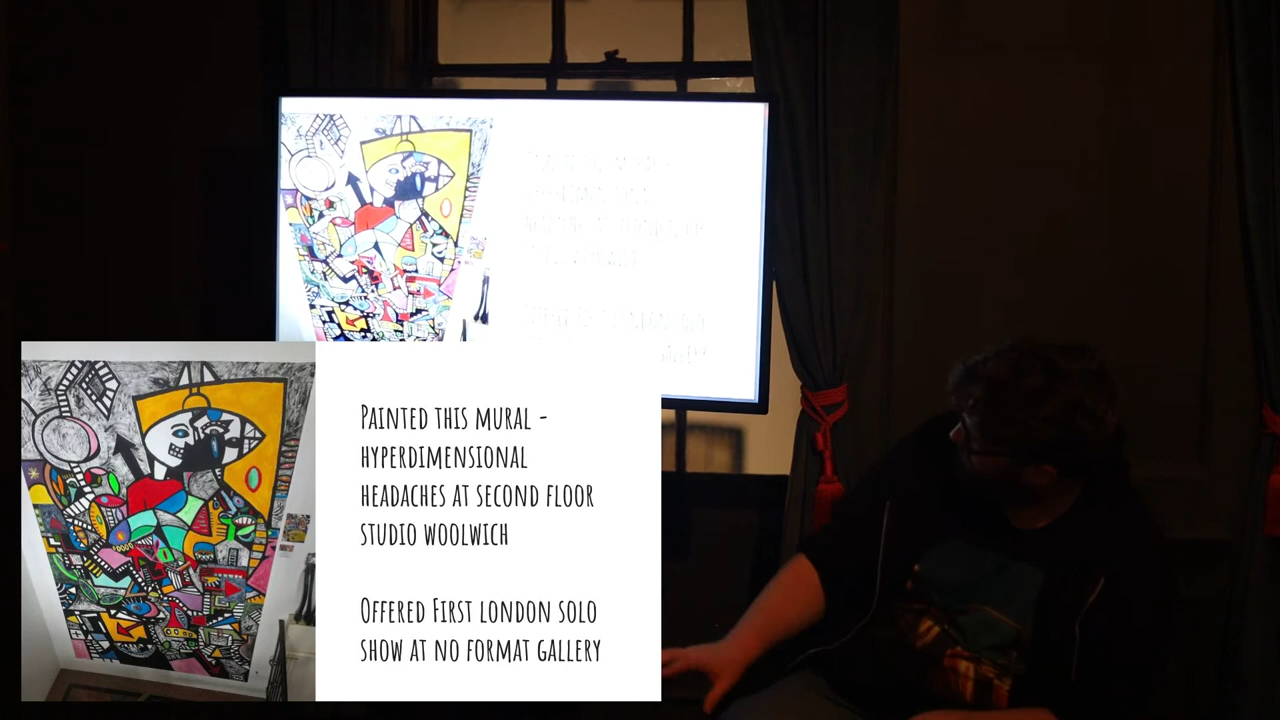 Painted this mural -
hyperdimensional
headaches at second floor
studio woolwich
Offered First london solo
show at no format gallery